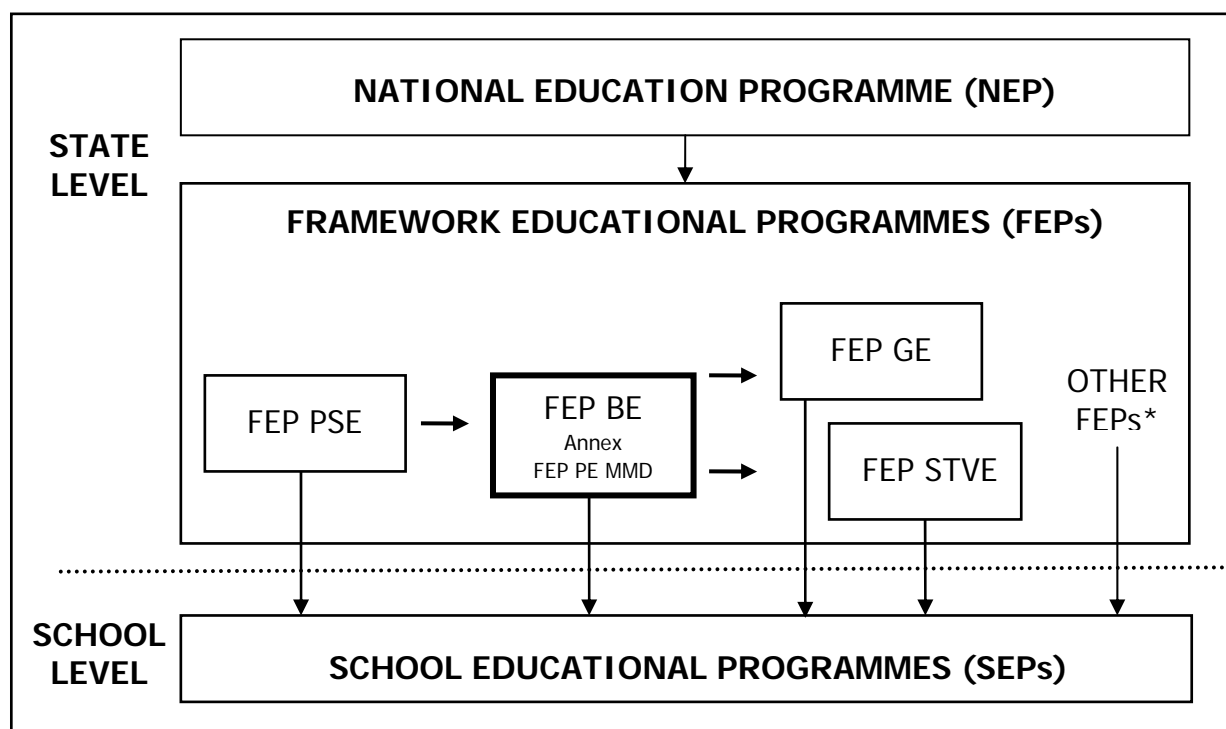 NATIONAL EDUCATION PROGRAMME (NEP)
STATE
LEVEL
FRAMEWORK EDUCATIONAL PROGRAMMES (FEPs)
FEP GE
FEP PSE
FEP BE
Annex
FEP PE MMD
OTHER
FEPs*
FEP STVE
SCHOOL
LEVEL
SCHOOL EDUCATIONAL PROGRAMMES (SEPs)